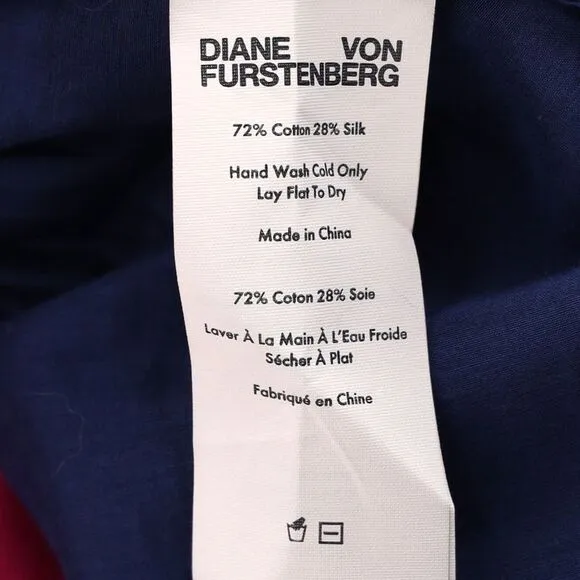 DIANE VON
FURSTENBERG
72% Cotton 28% Silk
Hand Wash Cold Only
Lay Flat To Dry
Made in China
72% Coton 28% Soie
Laver À La Main À L'Eau Froide
Sécher À Plat
Fabriqué en Chine